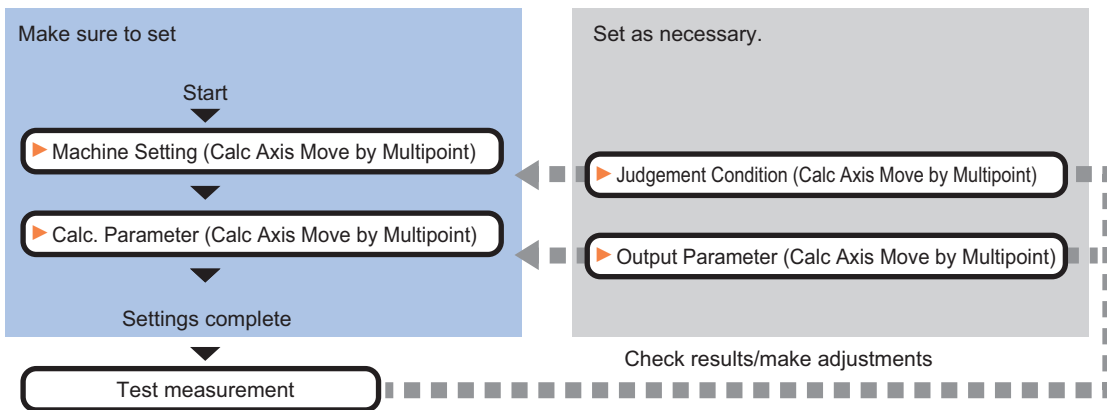 Make sure to set
Start
Machine Setting (Calc Axis Move by Multipoint)
Calc. Parameter (Calc Axis Move by Multipoint)
Settings complete
Test measurement
Set as necessary.
Judgement Condition (Calc Axis Move by Multipoint)
Output Parameter (Calc Axis Move by Multipoint)
Check results/make adjustments